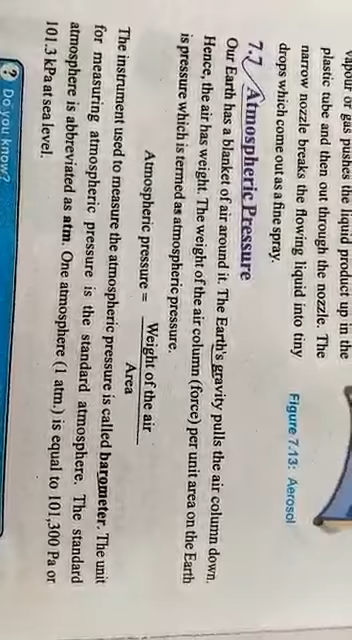 vapour or gas pushes the liquid product up in the
plastic tube and then out through the nozzle. The
narrow nozzle breaks the flowing liquid into tiny
drops which come out as a fine spray.
Figure 7.13: Aerosol
7.7 Atmospheric Pressure
Our Earth has a blanket of air around it. The Earth's gravity pulls the air column down.
Hence, the air has weight. The weight of the air column (force) per unit area on the Earth
is pressure which is termed as atmospheric pressure.
Atmospheric pressure = Weight of the air
Area
The instrument used to measure the atmospheric pressure is called barometer. The unit
for measuring atmospheric pressure is the standard atmosphere. The standard
atmosphere is abbreviated as atm. One atmosphere (1 atm.) is equal to 101,300 Pa or
101.3 kPa at sea level.
? Do you know?